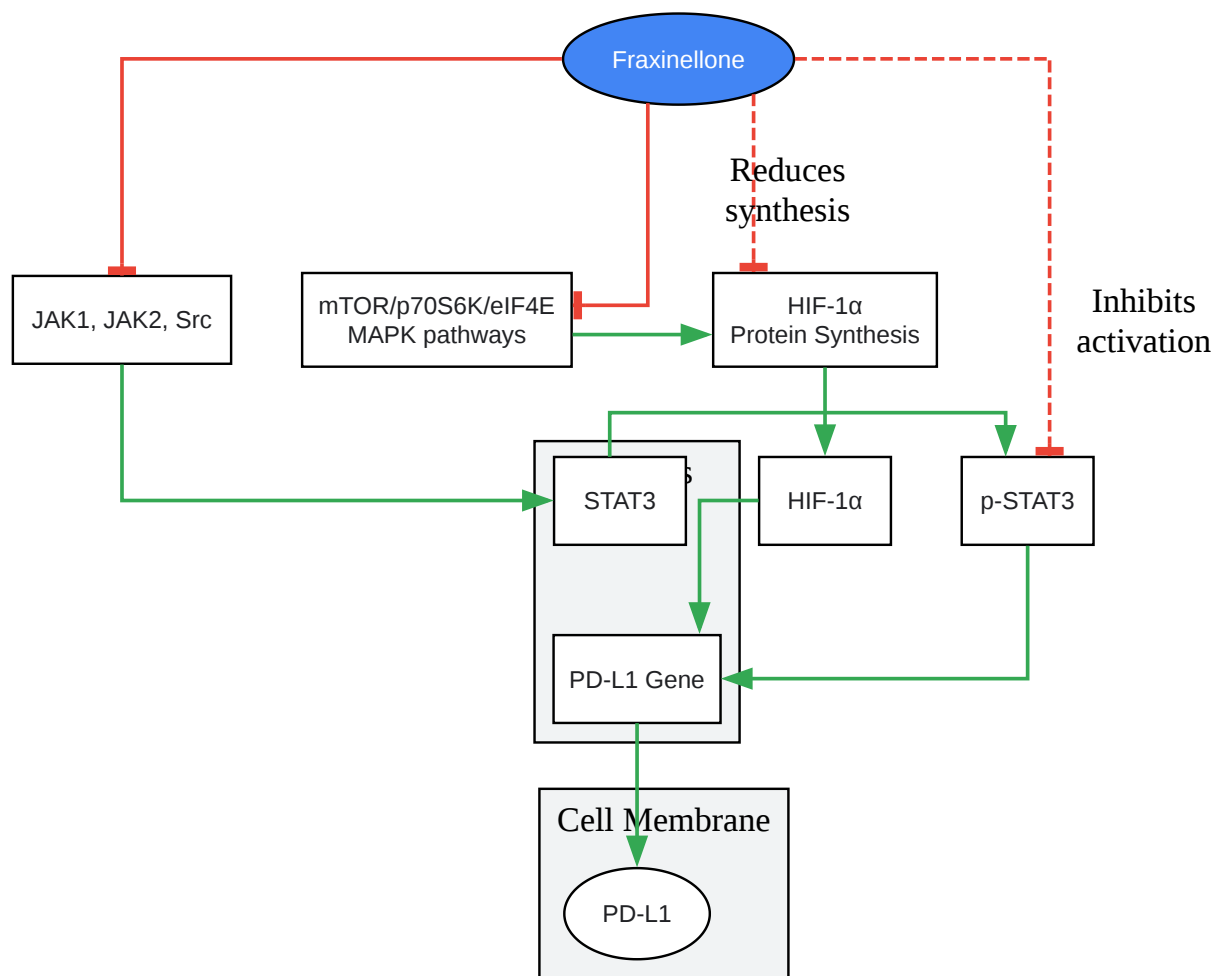 Fraxinellone
Reduces
synthesis
JAK1, JAK2, Src
mTOR/p70S6K/eIF4E
MAPK pathways
HIF-1α
Protein Synthesis
Inhibits
activation
STAT3
HIF-1α
p-STAT3
PD-L1 Gene
Cell Membrane
PD-L1